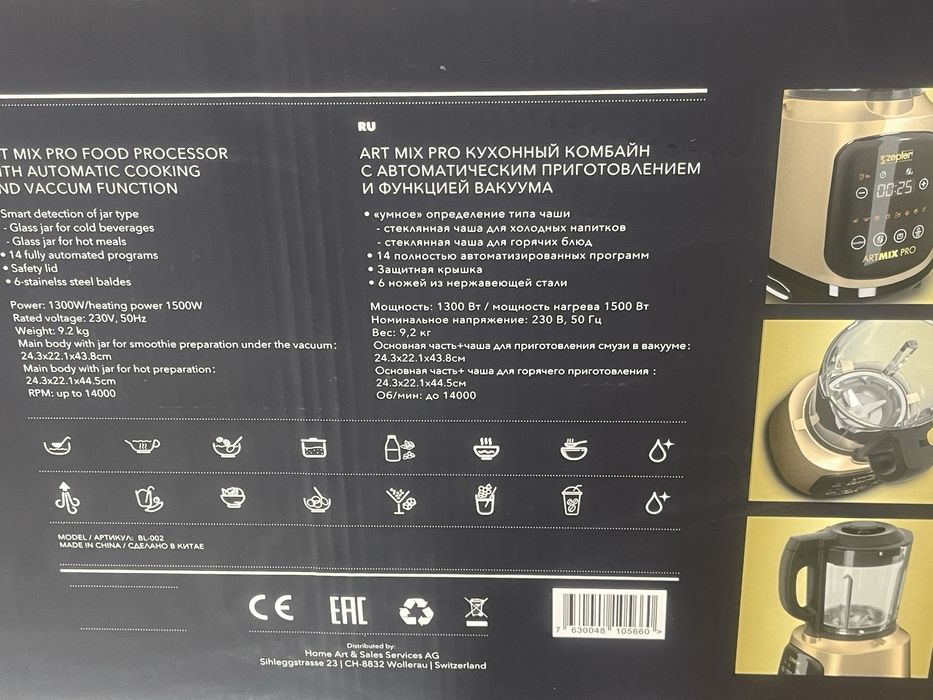 T MIX PRO FOOD PROCESSOR
ITH AUTOMATIC COOKING
ND VACCUM FUNCTION
Smart detection of jar type
- Glass jar for cold beverages
- Glass jar for hot meals
• 14 fully automated programs
• Safety lid
• 6-stainelss steel baldes
Power: 1300W/heating power 1500W
Rated voltage: 230V, 50Hz
Weight: 9.2 kg
Main body with jar for smoothie preparation under the vacuum:
24.3x22.1x43.8cm
Main body with jar for hot preparation:
24.3x22.1x44.5cm
RPM: up to 14000
RU
ART MIX PRO КУХОННЫЙ КОМБАЙН
С АВТОМАТИЧЕСКИМ ПРИГОТОВЛЕНИЕМ
И ФУНКЦИЕЙ ВАКУУМА
• «умное» определение типа чаши
- стеклянная чаша для холодных напитков
- стеклянная чаша для горячих блюд
• 14 полностью автоматизированных программ
• Защитная крышка
• 6 ножей из нержавеющей стали
Мощность: 1300 Вт / мощность нагрева 1500 Вт
Номинальное напряжение: 230 В, 50 Гц
Вес: 9,2 кг
Основная часть+чаша для приготовления смузи в вакууме:
24.3x22.1x43.8см
Основная часть+ чаша для горячего приготовления :
24.3x22.1x44.5см
Об/мин: до 14000
MODEL / АРТИКУЛ: BL-002
MADE IN CHINA / СДЕЛАНО В КИТАЕ
CE EAC
7 630048 105660 >
Distributed by:
Home Art & Sales Services AG
Sihleggstrasse 23 | CH-8832 Wollerau | Switzerland
zepter
00:25
ARTMIX PRO